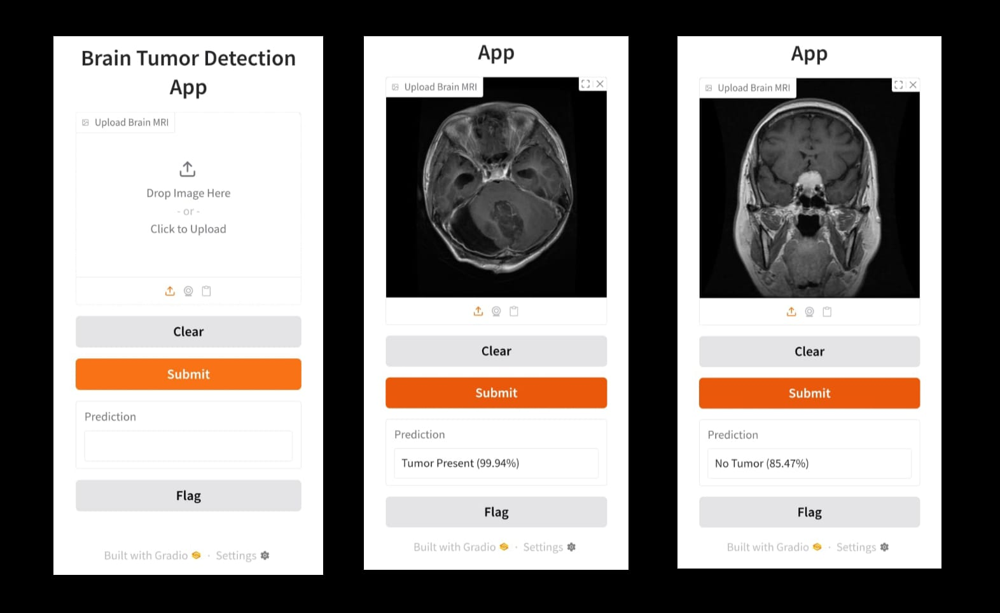 Brain Tumor Detection
App
Upload Brain MRI
Drop Image Here
- or -
Click to Upload
Clear
Submit
Prediction
Flag
Built with Gradio · Settings
App
Upload Brain MRI
Clear
Submit
Prediction
Tumor Present (99.94%)
Flag
Built with Gradio · Settings
App
Upload Brain MRI
Clear
Submit
Prediction
No Tumor (85.47%)
Flag
Built with Gradio · Settings